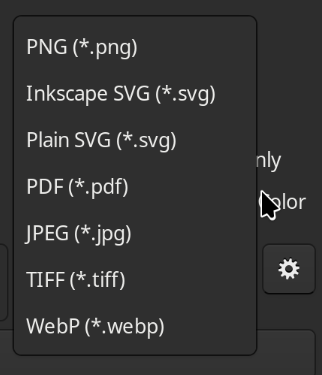 PNG (*.png)
Inkscape SVG (*.svg)
Plain SVG (*.svg)
nly
PDF (*.pdf)
olor
JPEG (*.jpg)
TIFF (*.tiff)
WebP (*.webp)